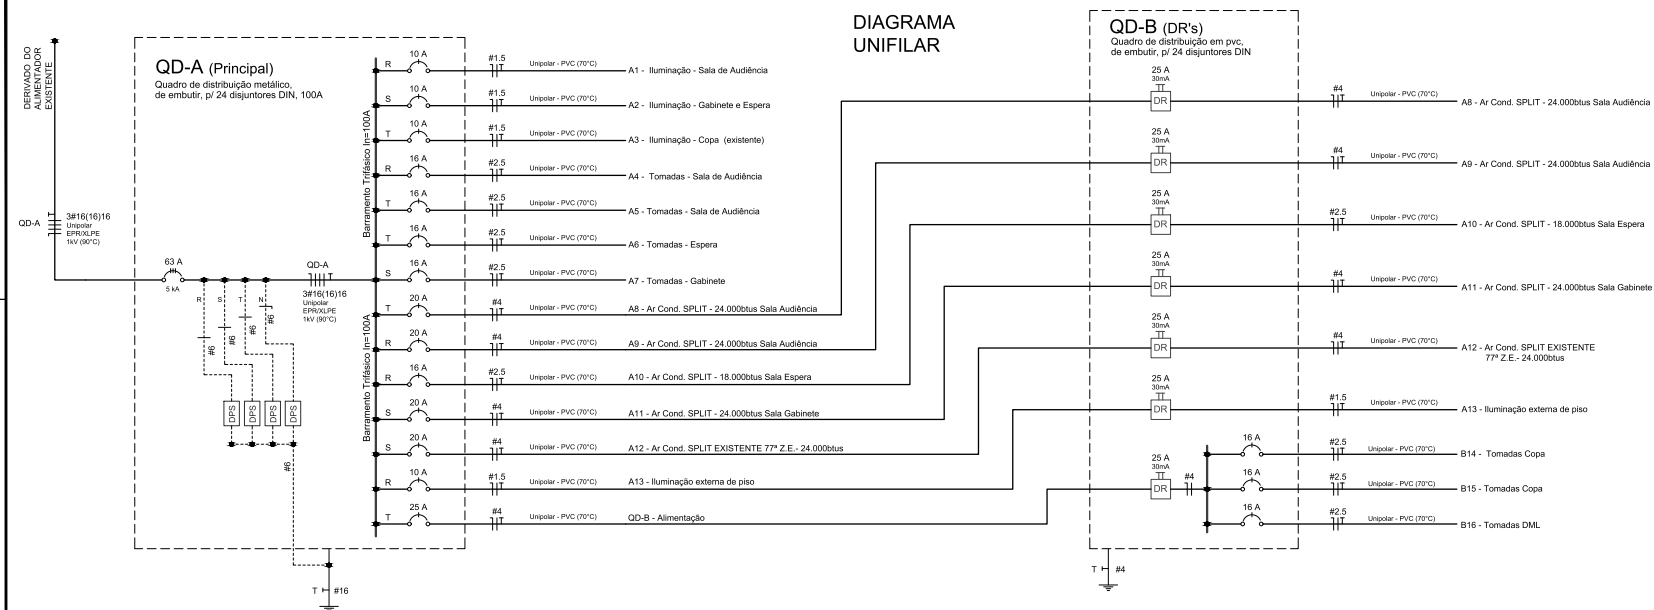 DIAGRAMA
UNIFILAR
DERIVADO DO
ALIMENTADOR
EXISTENTE
QD-A
3#16(16)16
Unipolar
EPR/XLPE
1kV (90°C)
QD-A (Principal)
Quadro de distribuição metálico,
de embutir, p/ 24 disjuntores DIN, 100A
63 A
5 kA
R S T N
#6
#6
#6
#6
DPS DPS DPS DPS
#6
QD-A
3#16(16)16
Unipolar
EPR/XLPE
1kV (90°C)
Barramento Trifásico In=100A
Barramento Trifásico In=100A
R 10 A #1.5 Unipolar - PVC (70°C) A1 - Iluminação - Sala de Audiência
S 10 A #1.5 Unipolar - PVC (70°C) A2 - Iluminação - Gabinete e Espera
T 10 A #1.5 Unipolar - PVC (70°C) A3 - Iluminação - Copa (existente)
R 16 A #2.5 Unipolar - PVC (70°C) A4 - Tomadas - Sala de Audiência
T 16 A #2.5 Unipolar - PVC (70°C) A5 - Tomadas - Sala de Audiência
T 16 A #2.5 Unipolar - PVC (70°C) A6 - Tomadas - Espera
S 16 A #2.5 Unipolar - PVC (70°C) A7 - Tomadas - Gabinete
T 20 A #4 Unipolar - PVC (70°C) A8 - Ar Cond. SPLIT - 24.000btus Sala Audiência
R 20 A #4 Unipolar - PVC (70°C) A9 - Ar Cond. SPLIT - 24.000btus Sala Audiência
R 16 A #2.5 Unipolar - PVC (70°C) A10 - Ar Cond. SPLIT - 18.000btus Sala Espera
S 20 A #4 Unipolar - PVC (70°C) A11 - Ar Cond. SPLIT - 24.000btus Sala Gabinete
S 20 A #4 Unipolar - PVC (70°C) A12 - Ar Cond. SPLIT EXISTENTE 77ª Z.E.- 24.000btus
R 10 A #1.5 Unipolar - PVC (70°C) A13 - Iluminação externa de piso
T 25 A #4 Unipolar - PVC (70°C) QD-B - Alimentação
T #16
QD-B (DR's)
Quadro de distribuição em pvc,
de embutir, p/ 24 disjuntores DIN
25 A
30mA
DR #4 Unipolar - PVC (70°C) A8 - Ar Cond. SPLIT - 24.000btus Sala Audiência
25 A
30mA
DR #4 Unipolar - PVC (70°C) A9 - Ar Cond. SPLIT - 24.000btus Sala Audiência
25 A
30mA
DR #2.5 Unipolar - PVC (70°C) A10 - Ar Cond. SPLIT - 18.000btus Sala Espera
25 A
30mA
DR #4 Unipolar - PVC (70°C) A11 - Ar Cond. SPLIT - 24.000btus Sala Gabinete
25 A
30mA
DR #4 Unipolar - PVC (70°C) A12 - Ar Cond. SPLIT EXISTENTE
77ª Z.E.- 24.000btus
25 A
30mA
DR #1.5 Unipolar - PVC (70°C) A13 - Iluminação externa de piso
25 A
30mA
DR #4
16 A #2.5 Unipolar - PVC (70°C) B14 - Tomadas Copa
16 A #2.5 Unipolar - PVC (70°C) B15 - Tomadas Copa
16 A #2.5 Unipolar - PVC (70°C) B16 - Tomadas DML
T #4